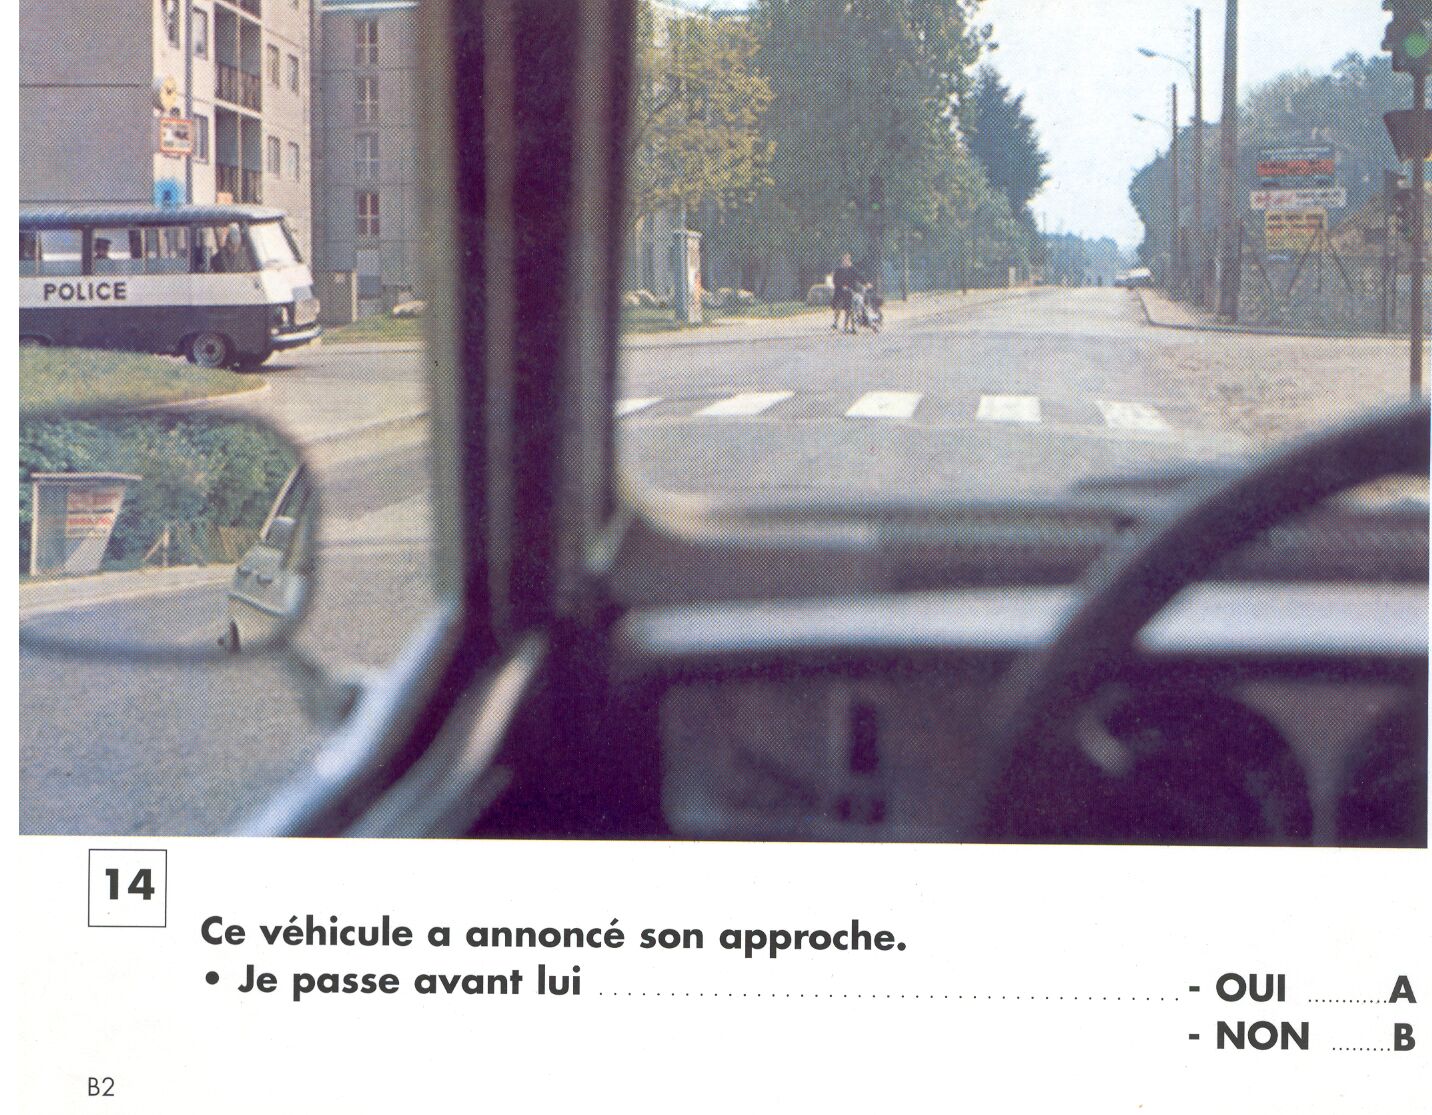 POLICE
14
Ce véhicule a annoncé son approche.
• Je passe avant lui - OUI A
- NON B
B2